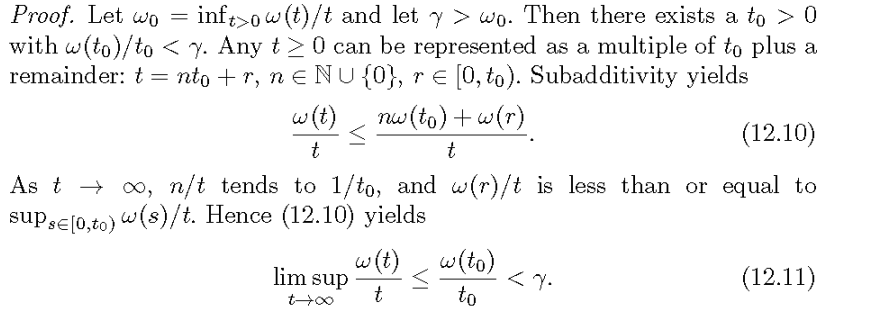 Proof. Let ω₀ = inf_{t>0} ω(t)/t and let γ > ω₀. Then there exists a t₀ > 0
with ω(t₀)/t₀ < γ. Any t ≥ 0 can be represented as a multiple of t₀ plus a
remainder: t = nt₀ + r, n ∈ ℕ ∪ {0}, r ∈ [0, t₀). Subadditivity yields
ω(t)/t ≤ (nω(t₀) + ω(r))/t. (12.10)
As t → ∞, n/t tends to 1/t₀, and ω(r)/t is less than or equal to
sup_{s∈[0,t₀)} ω(s)/t. Hence (12.10) yields
lim sup_{t→∞} ω(t)/t ≤ ω(t₀)/t₀ < γ. (12.11)